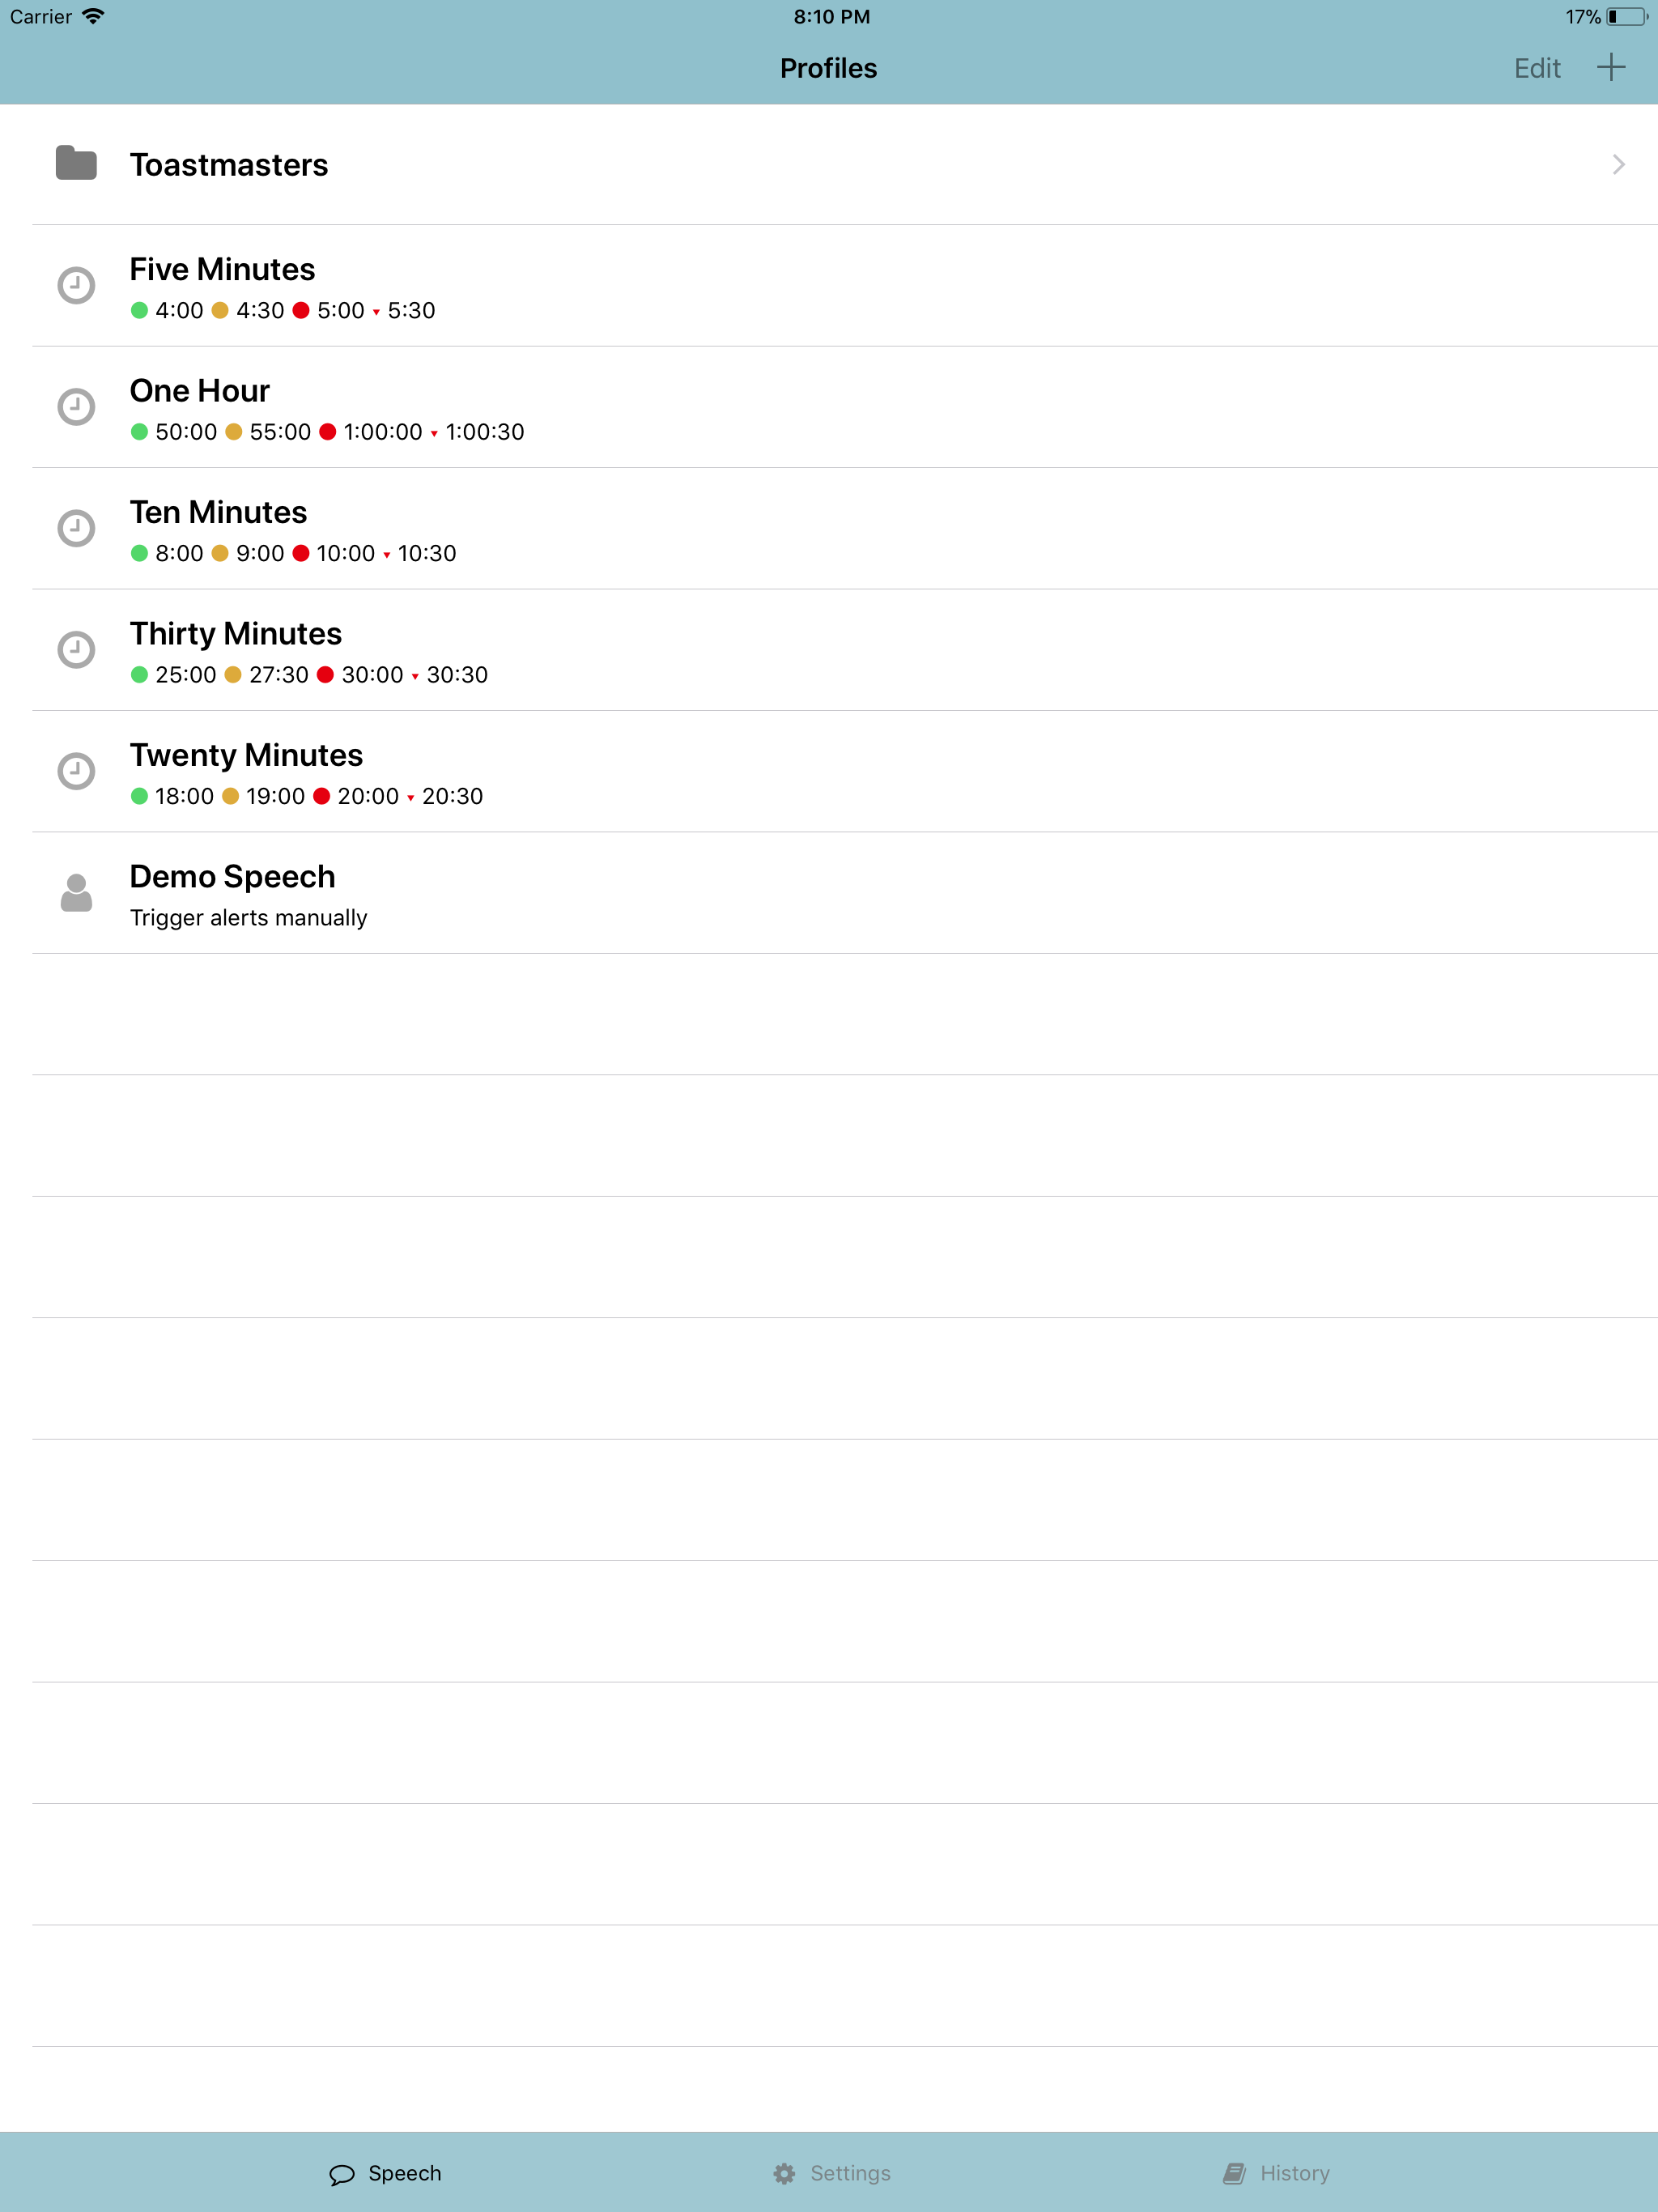 Carrier 8:10 PM 17%
Profiles Edit
Toastmasters
Five Minutes
4:00 4:30 5:00 5:30
One Hour
50:00 55:00 1:00:00 1:00:30
Ten Minutes
8:00 9:00 10:00 10:30
Thirty Minutes
25:00 27:30 30:00 30:30
Twenty Minutes
18:00 19:00 20:00 20:30
Demo Speech
Trigger alerts manually
Speech Settings History